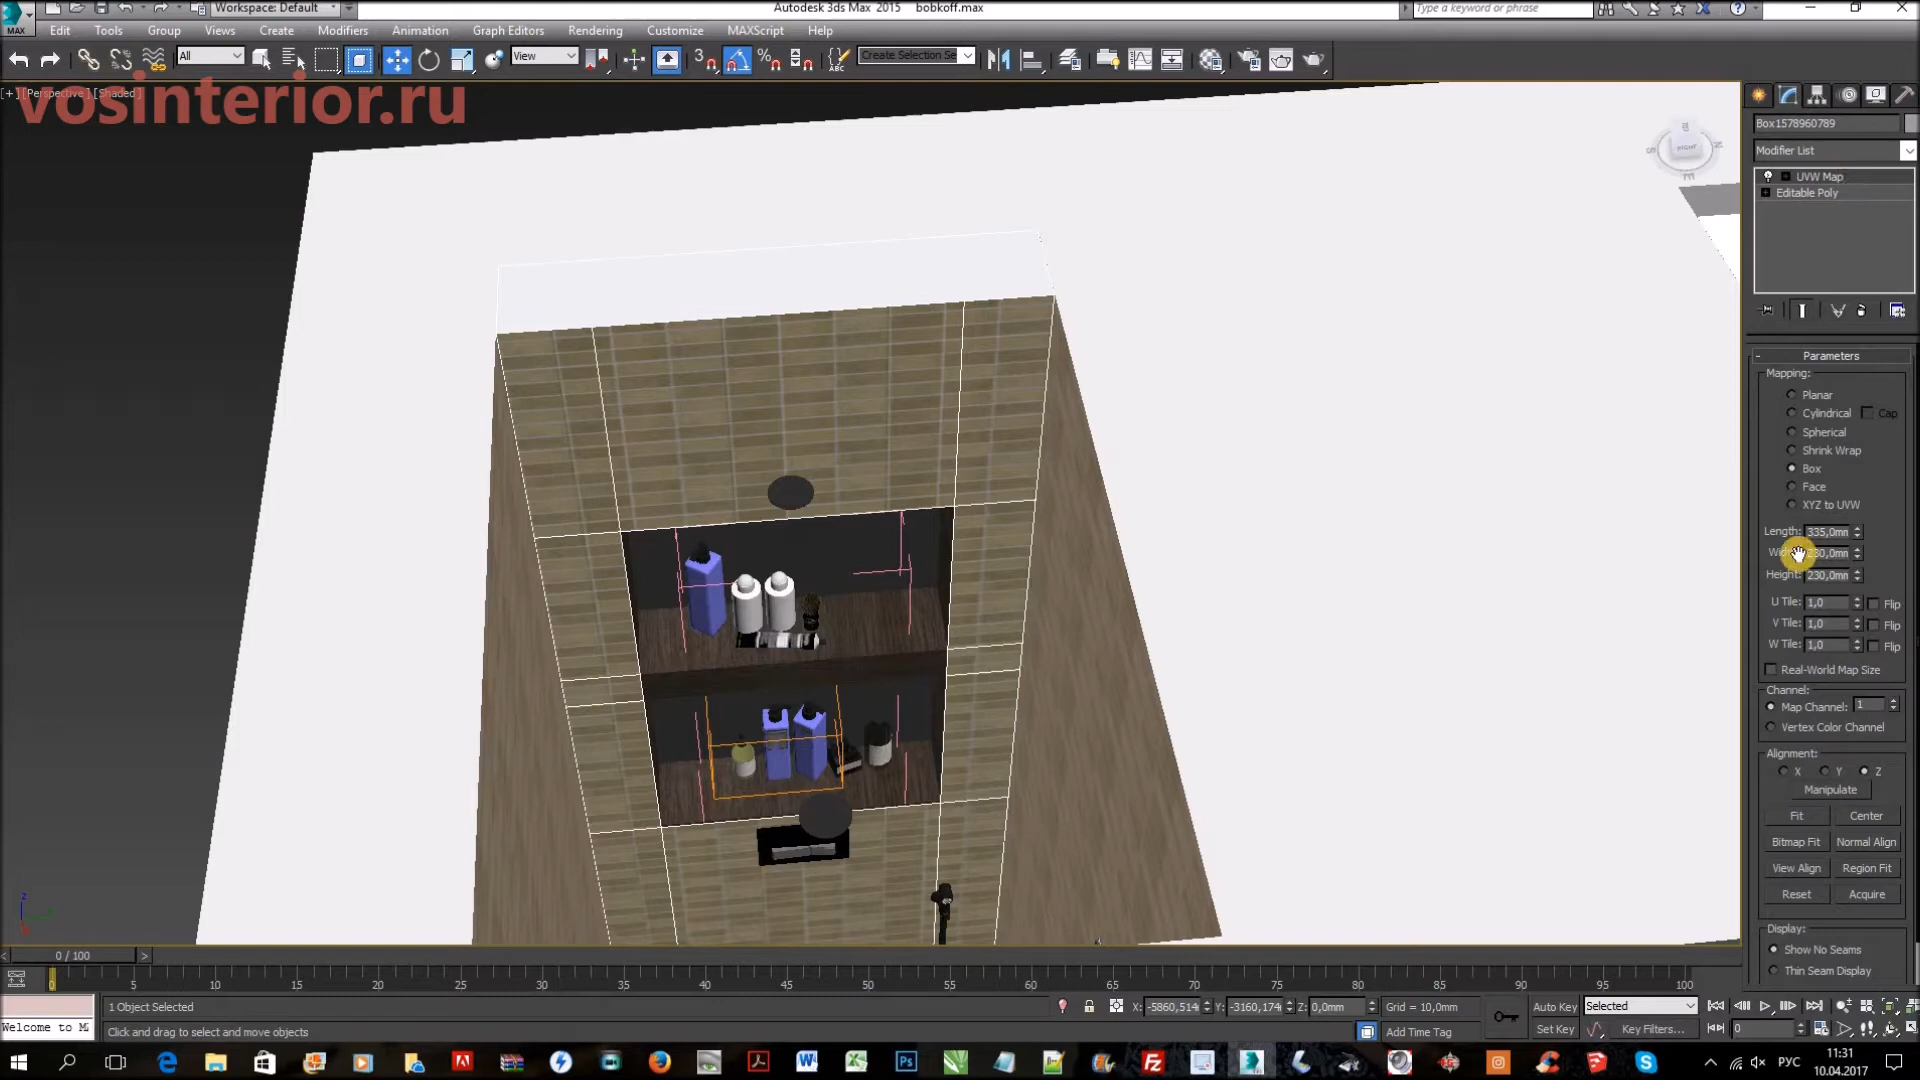 Workspace: Default
Autodesk 3ds Max 2015 bobkoff.max
Type a keyword or phrase
MAX
Edit Tools Group Views Create Modifiers Animation Graph Editors Rendering Customize MAXScript Help
All
View
Create Selection Se
[+][Perspective][Shaded]
vosinterior.ru
RIGHT
Box1578960789
Modifier List
UVW Map
Editable Poly
Parameters
Mapping:
Planar
Cylindrical Cap
Spherical
Shrink Wrap
Box
Face
XYZ to UVW
Length: 335,0mm
Height: 230,0mm
U Tile: 1,0 Flip
V Tile: 1,0 Flip
W Tile: 1,0 Flip
Real-World Map Size
Channel:
Map Channel: 1
Vertex Color Channel
Alignment:
X Y Z
Manipulate
Fit Center
Bitmap Fit Normal Align
View Align Region Fit
Reset Acquire
Display:
Show No Seams
Thin Seam Display
0 / 100
0 5 10 15 20 25 30 35 40 45 50 55 60 65 70 75 80 85 90 95 100
1 Object Selected
X: -5860,514 Y: -3160,174 Z: 0,0mm Grid = 10,0mm Auto Key Selected
Welcome to M
Click and drag to select and move objects
Add Time Tag Set Key Key Filters... 0
РУС
11:31
10.04.2017